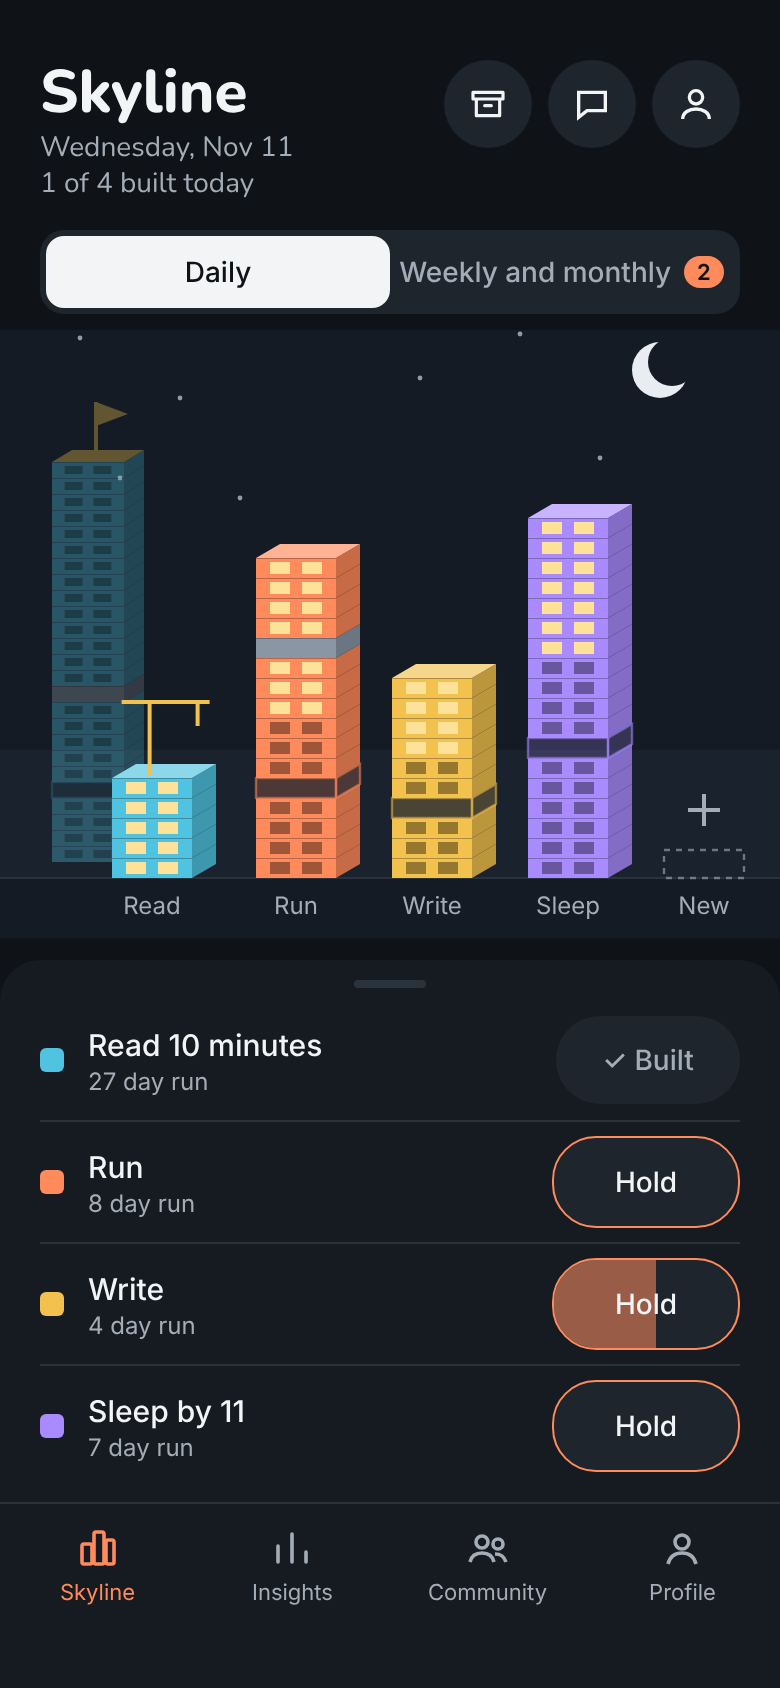 Skyline
Wednesday, Nov 11
1 of 4 built today
Daily
Weekly and monthly 2
Read
Run
Write
Sleep
New
Read 10 minutes
27 day run
Built
Run
8 day run
Hold
Write
4 day run
Hold
Sleep by 11
7 day run
Hold
Skyline
Insights
Community
Profile